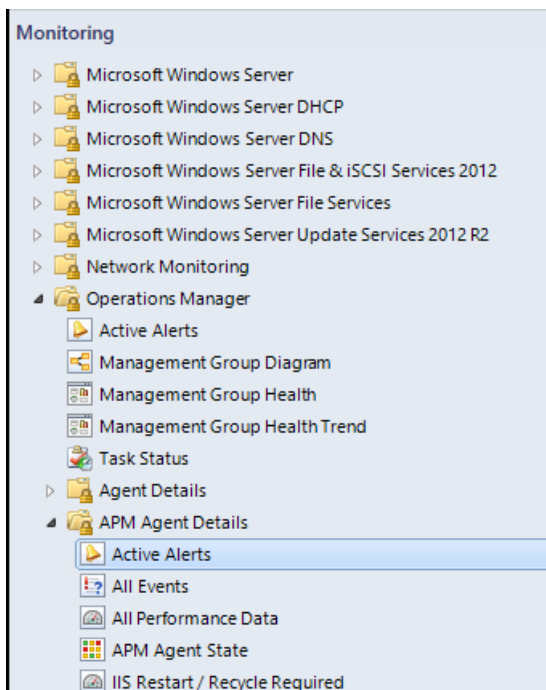 Monitoring
Microsoft Windows Server
Microsoft Windows Server DHCP
Microsoft Windows Server DNS
Microsoft Windows Server File & iSCSI Services 2012
Microsoft Windows Server File Services
Microsoft Windows Server Update Services 2012 R2
Network Monitoring
Operations Manager
Active Alerts
Management Group Diagram
Management Group Health
Management Group Health Trend
Task Status
Agent Details
APM Agent Details
Active Alerts
All Events
All Performance Data
APM Agent State
IIS Restart / Recycle Required